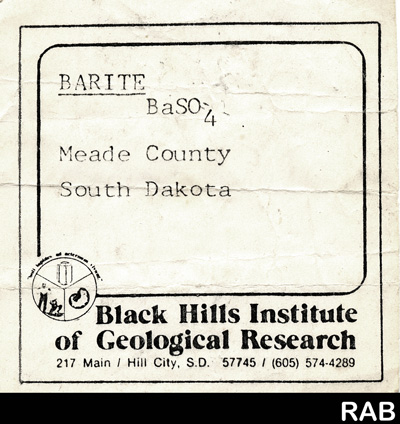 BARITE
BaSO4
Meade County
South Dakota
Black Hills Institute
of Geological Research
217 Main / Hill City, S.D. 57745 / (605) 574-4289
RAB